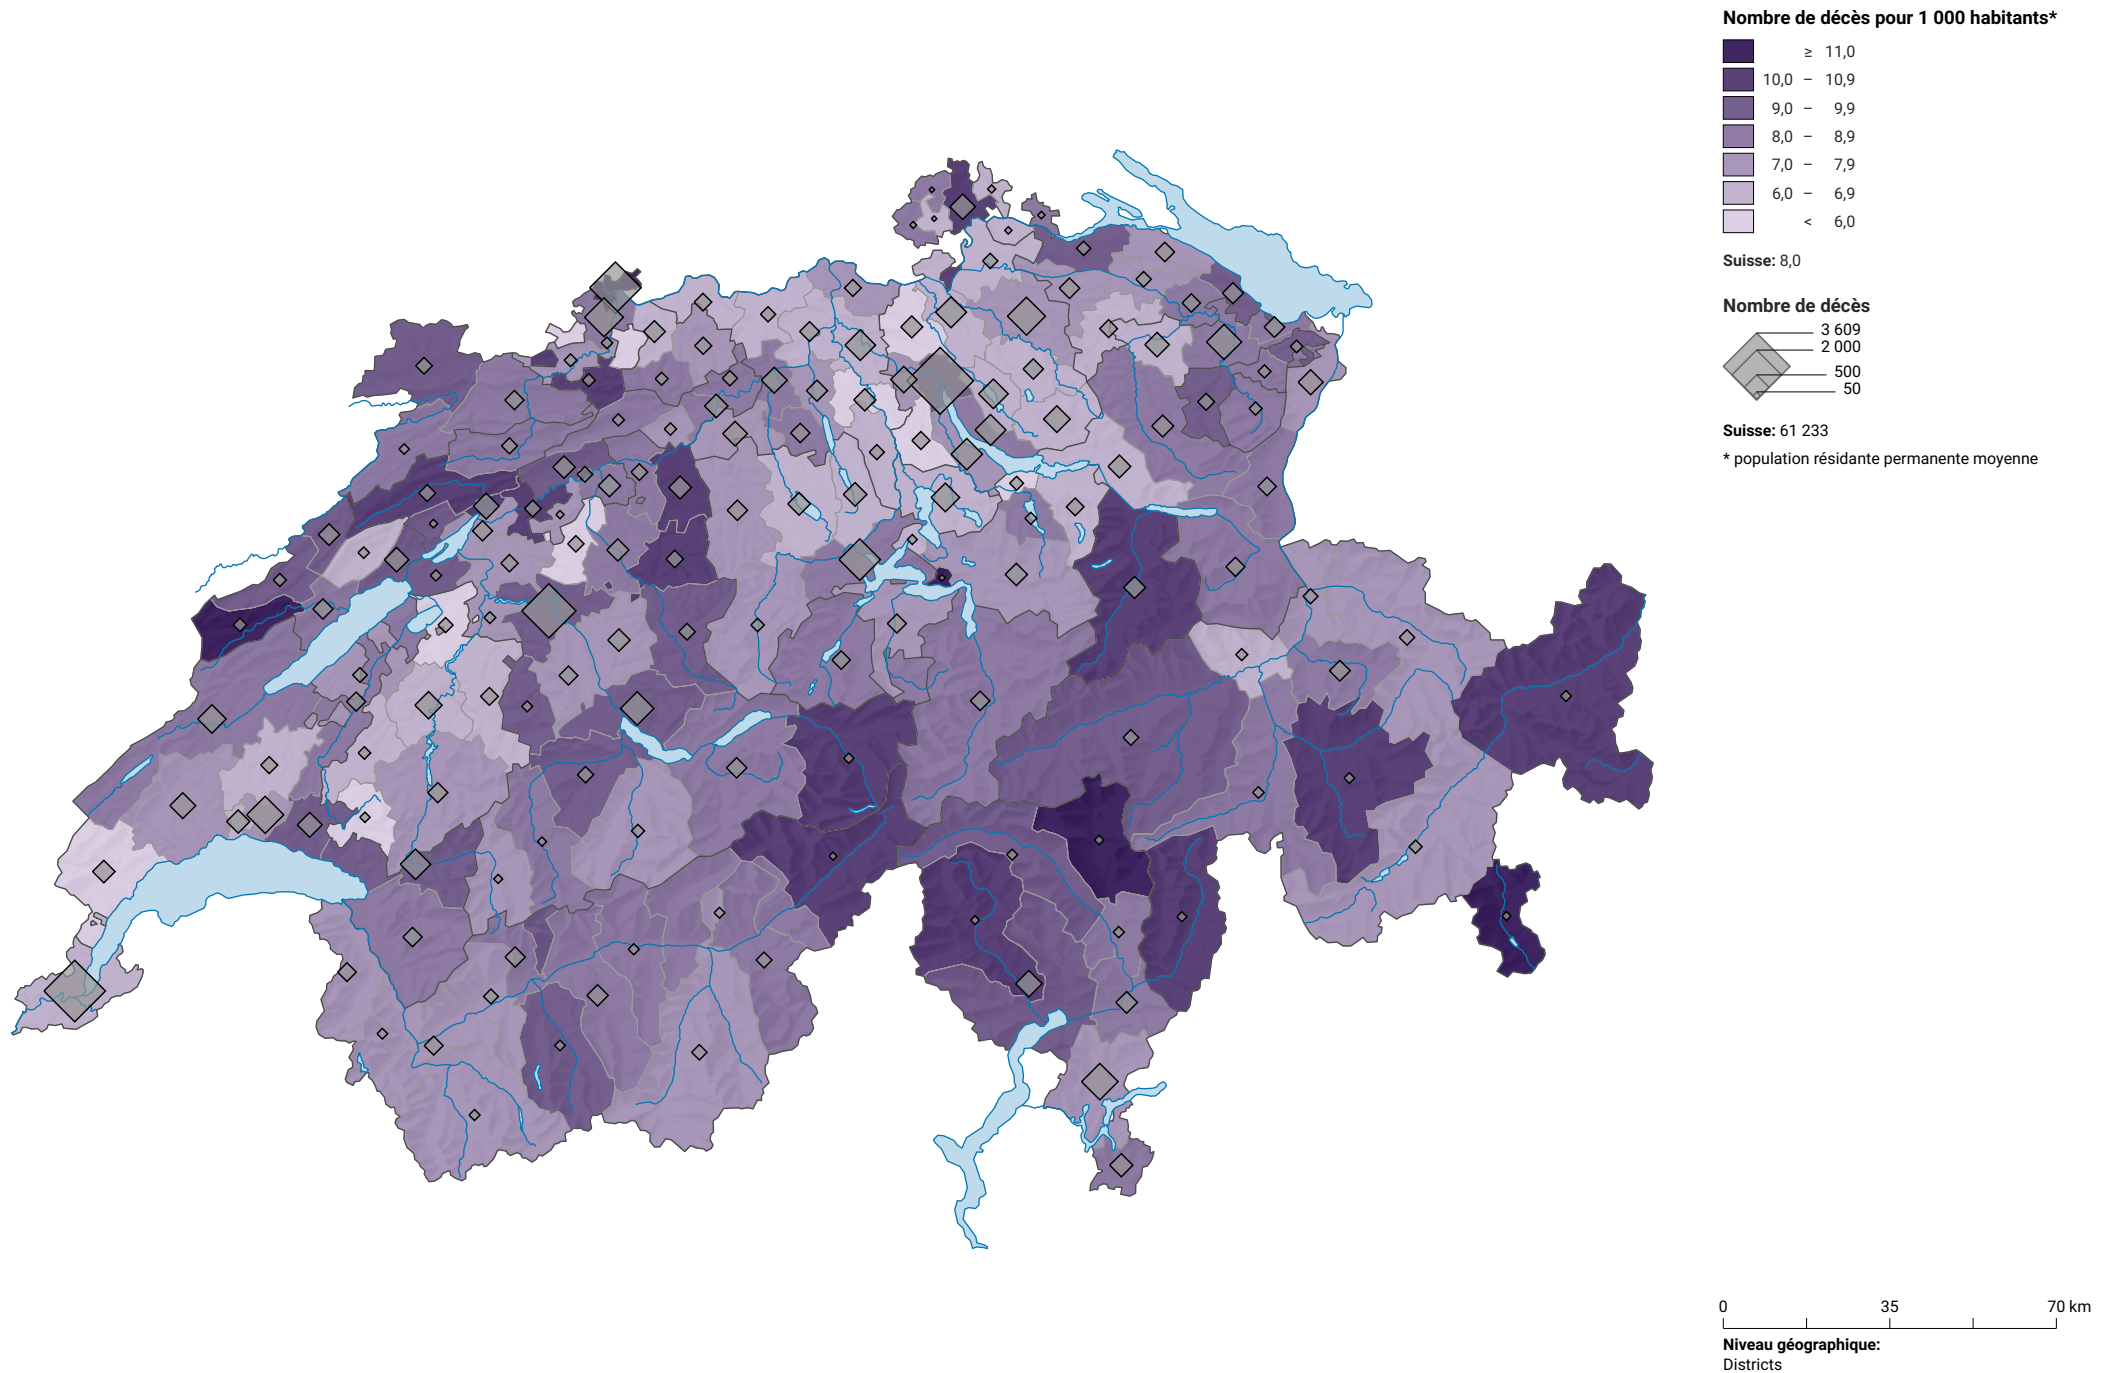 Nombre de décès pour 1 000 habitants*
≥ 11,0
10,0 – 10,9
9,0 – 9,9
8,0 – 8,9
7,0 – 7,9
6,0 – 6,9
< 6,0
Suisse: 8,0
Nombre de décès
3 609
2 000
500
50
Suisse: 61 233
* population résidante permanente moyenne
0 35 70 km
Niveau géographique:
Districts